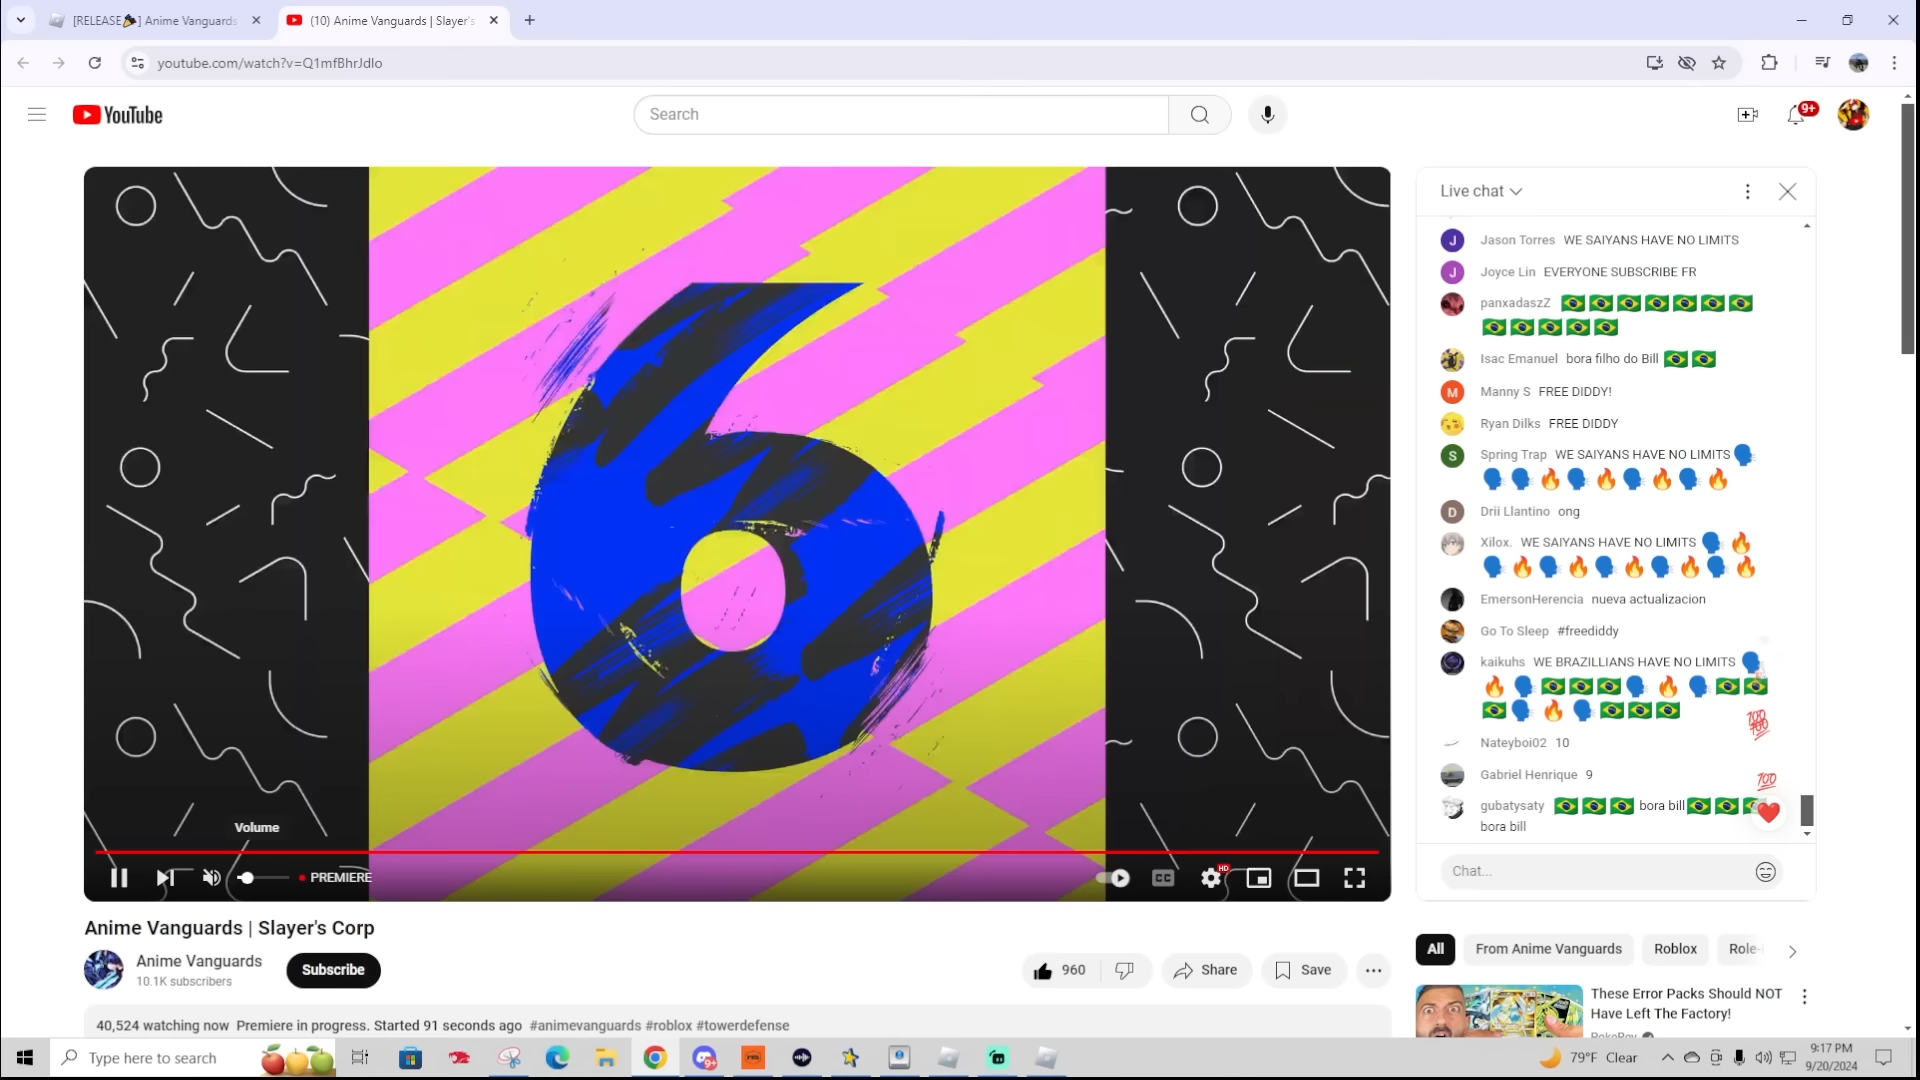 [RELEASE🎉] Anime Vanguards
(10) Anime Vanguards | Slayer's
youtube.com/watch?v=Q1mfBhrJdlo
YouTube
Search
9+
6
Volume
PREMIERE
CC
HD
Live chat
J Jason Torres WE SAIYANS HAVE NO LIMITS
J Joyce Lin EVERYONE SUBSCRIBE FR
panxadaszZ 🇧🇷🇧🇷🇧🇷🇧🇷🇧🇷🇧🇷🇧🇷
🇧🇷🇧🇷🇧🇷🇧🇷🇧🇷
Isac Emanuel bora filho do Bill 🇧🇷🇧🇷
M Manny S FREE DIDDY!
Ryan Dilks FREE DIDDY
S Spring Trap WE SAIYANS HAVE NO LIMITS 🗣️
🗣️🗣️🔥🗣️🔥🗣️🔥🗣️🔥
D Drii Llantino ong
Xilox. WE SAIYANS HAVE NO LIMITS 🗣️🔥
🗣️🔥🗣️🔥🗣️🔥🗣️🔥🗣️🔥
EmersonHerencia nueva actualizacion
Go To Sleep #freediddy
kaikuhs WE BRAZILLIANS HAVE NO LIMITS 🗣️
🔥🗣️🇧🇷🇧🇷🇧🇷🗣️🔥🗣️🇧🇷🇧🇷
🇧🇷🗣️🔥🗣️🇧🇷🇧🇷🇧🇷
Nateyboi02 10
Gabriel Henrique 9
gubatysaty 🇧🇷🇧🇷🇧🇷 bora bill 🇧🇷🇧🇷🇧🇷
bora bill
💯
💯
Chat...
Anime Vanguards | Slayer's Corp
Anime Vanguards
10.1K subscribers
Subscribe
960
Share
Save
40,524 watching now Premiere in progress. Started 91 seconds ago #animevanguards #roblox #towerdefense
All
From Anime Vanguards
Roblox
Role-
These Error Packs Should NOT
Have Left The Factory!
Type here to search
9+
79°F Clear
9:17 PM
9/20/2024